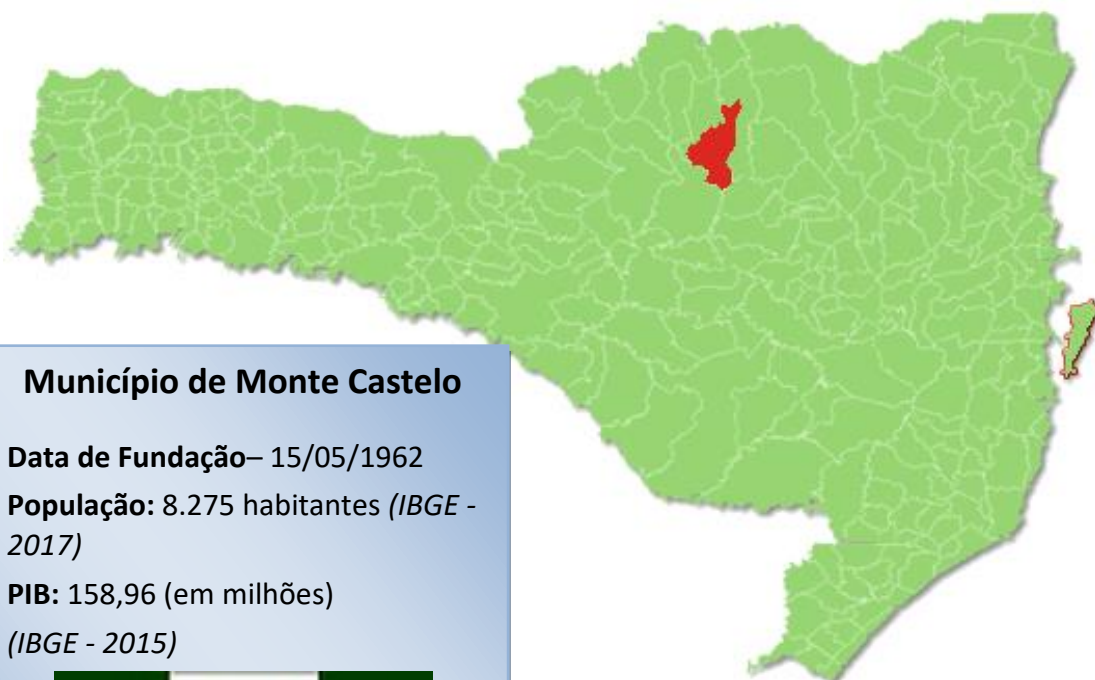 Município de Monte Castelo
Data de Fundação– 15/05/1962
População: 8.275 habitantes (IBGE -
2017)
PIB: 158,96 (em milhões)
(IBGE - 2015)